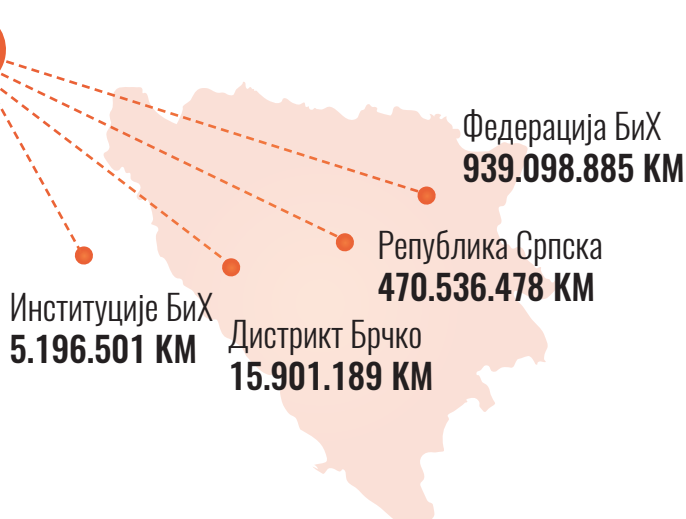 Федерација БиХ
939.098.885 КМ
Република Српска
470.536.478 КМ
Институције БиХ
5.196.501 КМ
Дистрикт Брчко
15.901.189 КМ